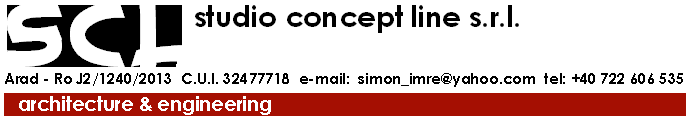 scl studio concept line s.r.l.
Arad - Ro J2/1240/2013 C.U.I. 32477718 e-mail: simon_imre@yahoo.com tel: +40 722 606 535
architecture & engineering